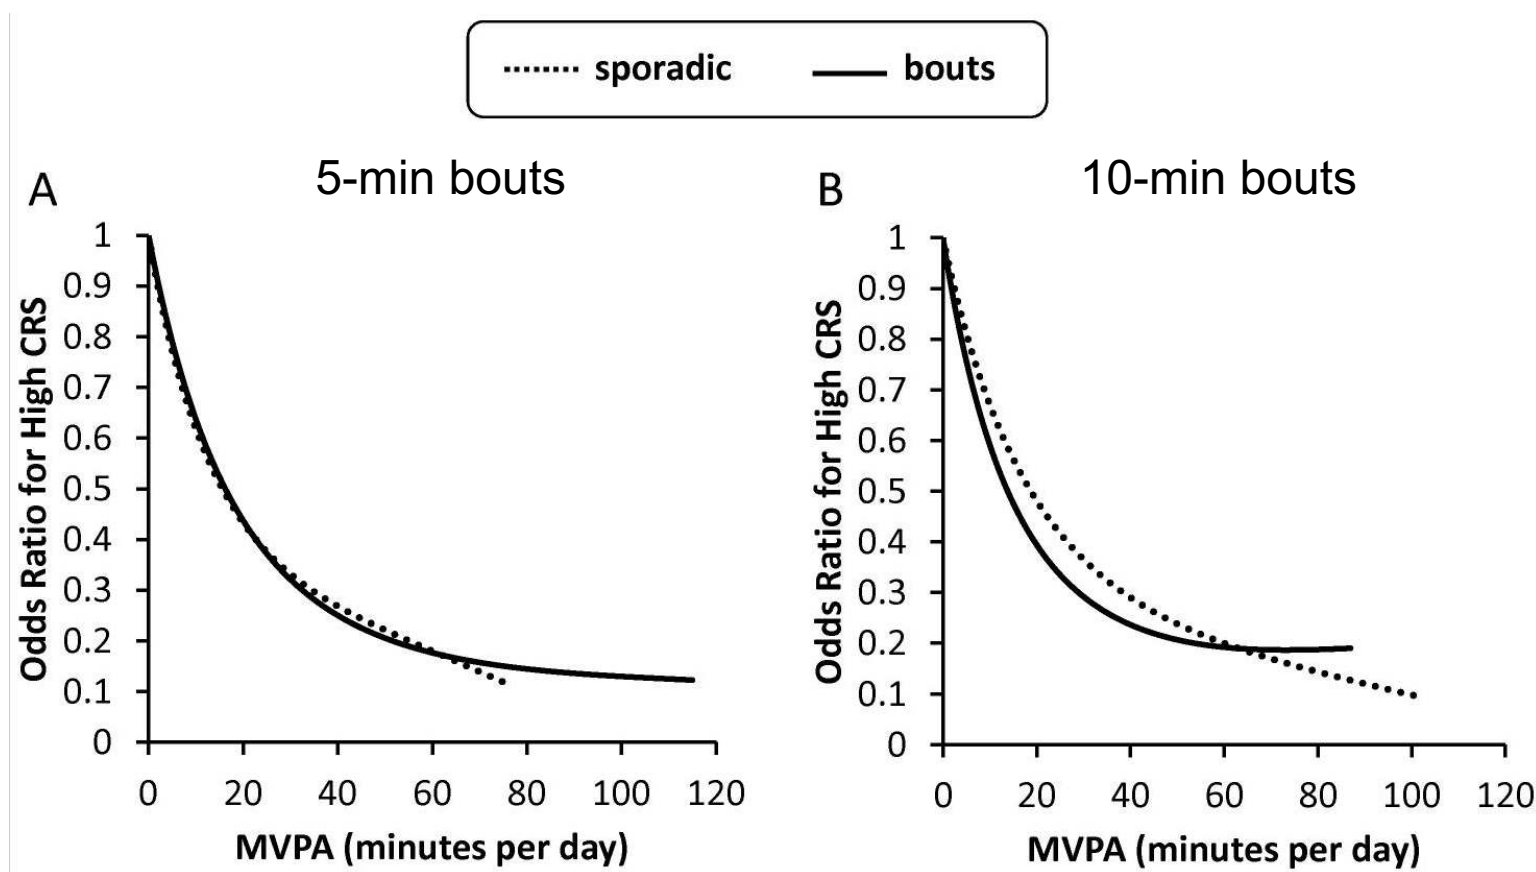 sporadic bouts
A 5-min bouts
1
0.9
0.8
0.7
0.6
0.5
0.4
0.3
0.2
0.1
0
Odds Ratio for High CRS
0 20 40 60 80 100 120
MVPA (minutes per day)
B 10-min bouts
1
0.9
0.8
0.7
0.6
0.5
0.4
0.3
0.2
0.1
0
Odds Ratio for High CRS
0 20 40 60 80 100 120
MVPA (minutes per day)